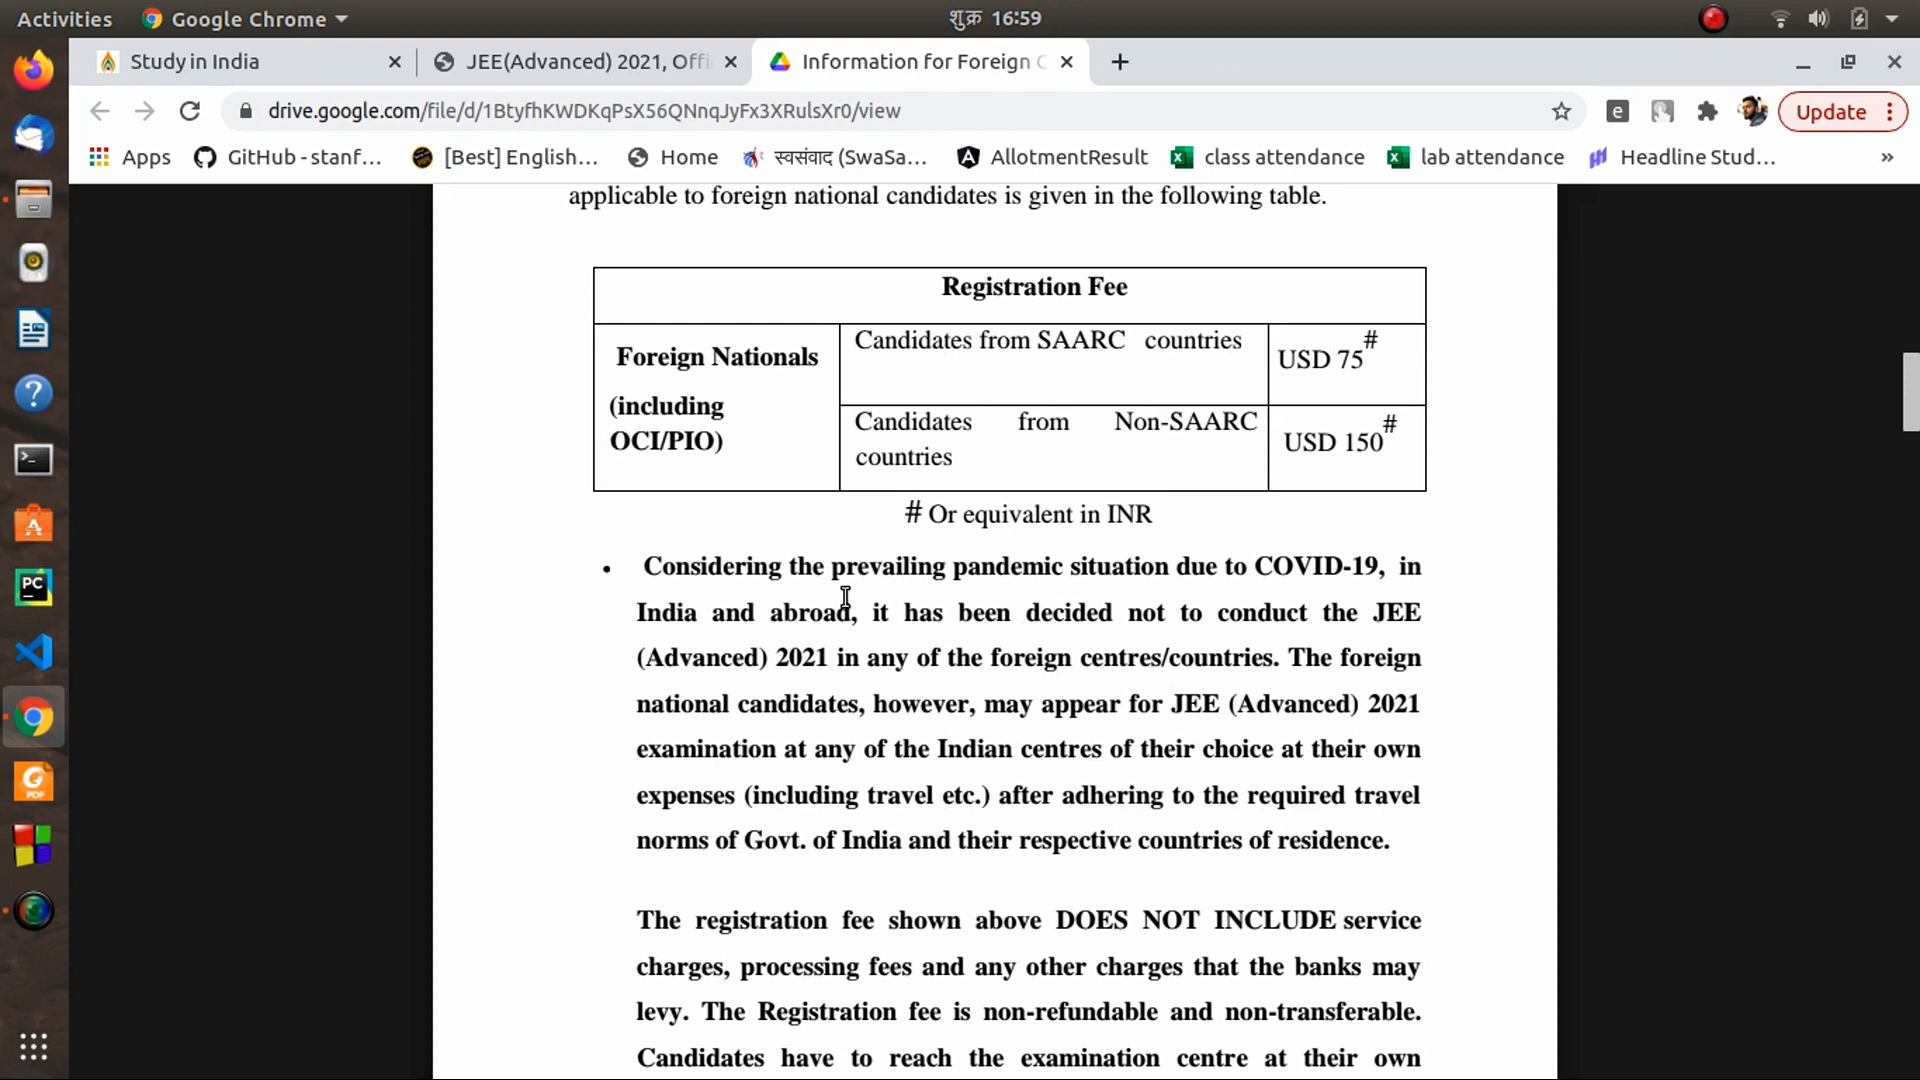 Activities
Google Chrome
शुक्र 16:59
Study in India
JEE(Advanced) 2021, Offi
Information for Foreign C
drive.google.com/file/d/1BtyfhKWDKqPsX56QNnqJyFx3XRulsXr0/view
e
Update
Apps
GitHub - stanf...
[Best] English...
Home
स्वसंवाद (SwaSa...
AllotmentResult
class attendance
lab attendance
Headline Stud...
»
applicable to foreign national candidates is given in the following table.
Registration Fee
Foreign Nationals
(including
OCI/PIO)
Candidates from SAARC countries
USD 75#
Candidates from Non-SAARC
countries
USD 150#
# Or equivalent in INR
• Considering the prevailing pandemic situation due to COVID-19, in
India and abroad, it has been decided not to conduct the JEE
(Advanced) 2021 in any of the foreign centres/countries. The foreign
national candidates, however, may appear for JEE (Advanced) 2021
examination at any of the Indian centres of their choice at their own
expenses (including travel etc.) after adhering to the required travel
norms of Govt. of India and their respective countries of residence.
The registration fee shown above DOES NOT INCLUDE service
charges, processing fees and any other charges that the banks may
levy. The Registration fee is non-refundable and non-transferable.
Candidates have to reach the examination centre at their own
PC
PDF